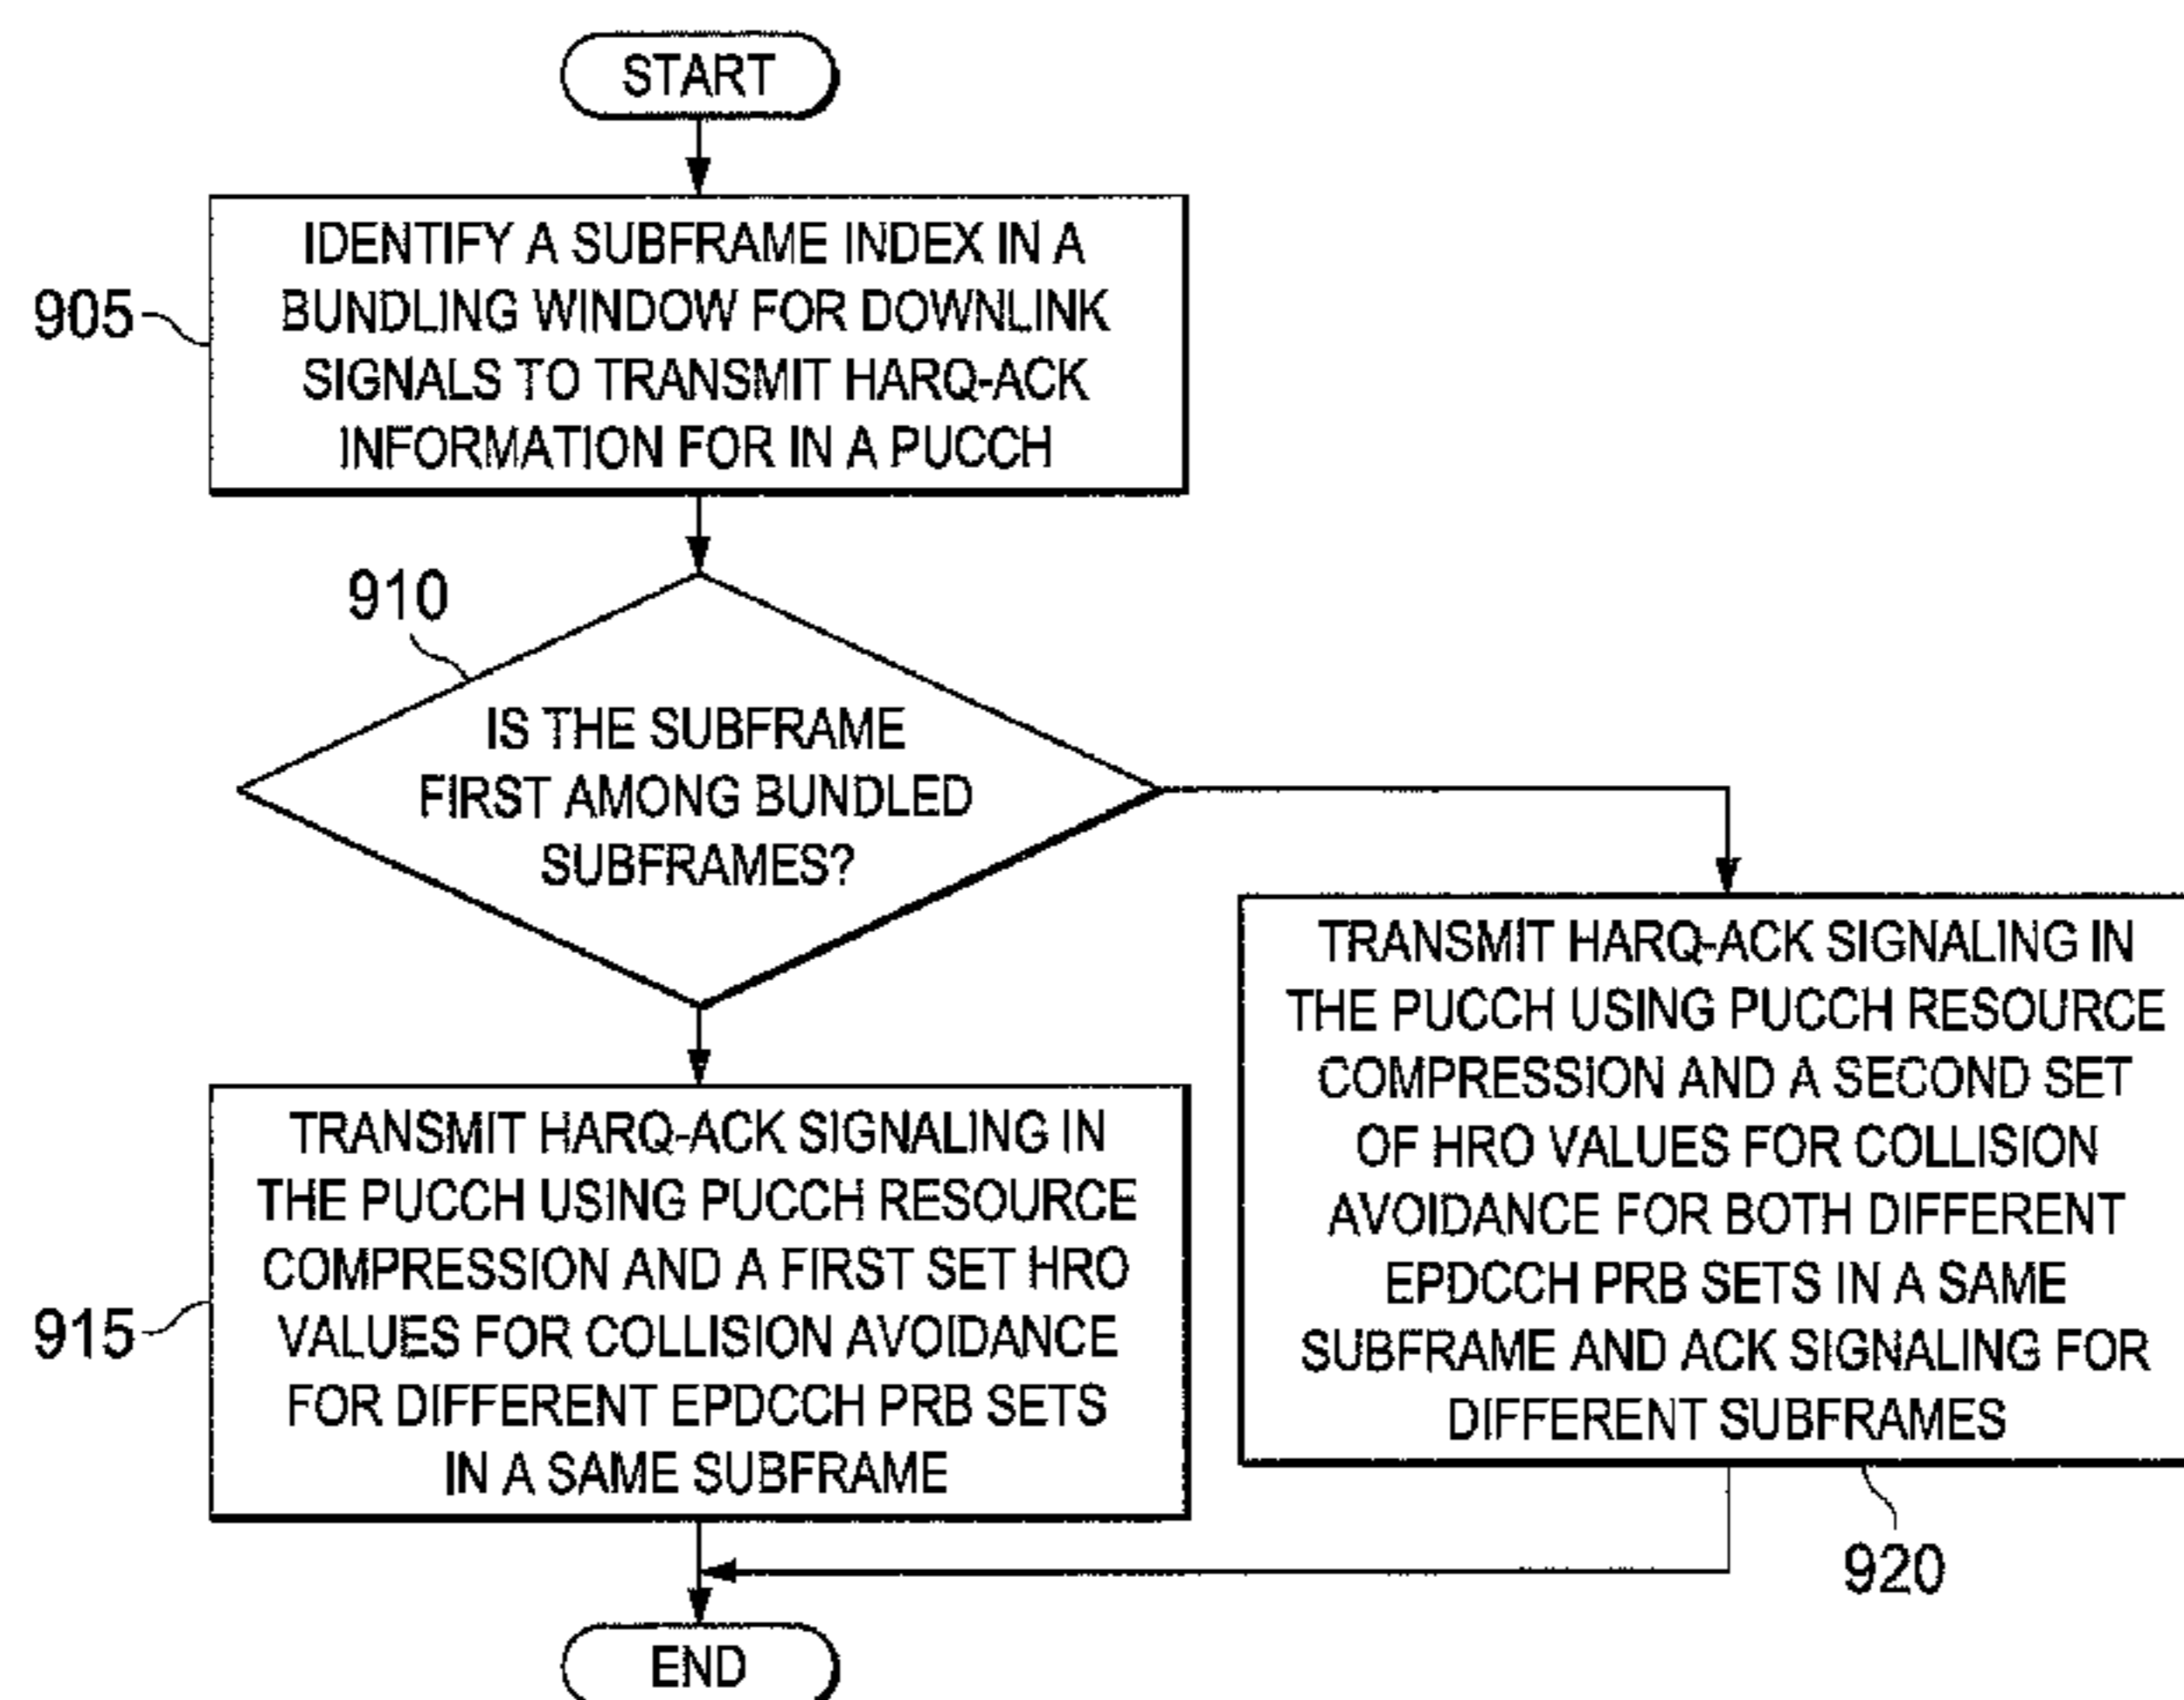 START
905
IDENTIFY A SUBFRAME INDEX IN A
BUNDLING WINDOW FOR DOWNLINK
SIGNALS TO TRANSMIT HARQ-ACK
INFORMATION FOR IN A PUCCH
910
IS THE SUBFRAME
FIRST AMONG BUNDLED
SUBFRAMES?
915
TRANSMIT HARQ-ACK SIGNALING IN
THE PUCCH USING PUCCH RESOURCE
COMPRESSION AND A FIRST SET HRO
VALUES FOR COLLISION AVOIDANCE
FOR DIFFERENT EPDCCH PRB SETS
IN A SAME SUBFRAME
TRANSMIT HARQ-ACK SIGNALING IN
THE PUCCH USING PUCCH RESOURCE
COMPRESSION AND A SECOND SET
OF HRO VALUES FOR COLLISION
AVOIDANCE FOR BOTH DIFFERENT
EPDCCH PRB SETS IN A SAME
SUBFRAME AND ACK SIGNALING FOR
DIFFERENT SUBFRAMES
920
END